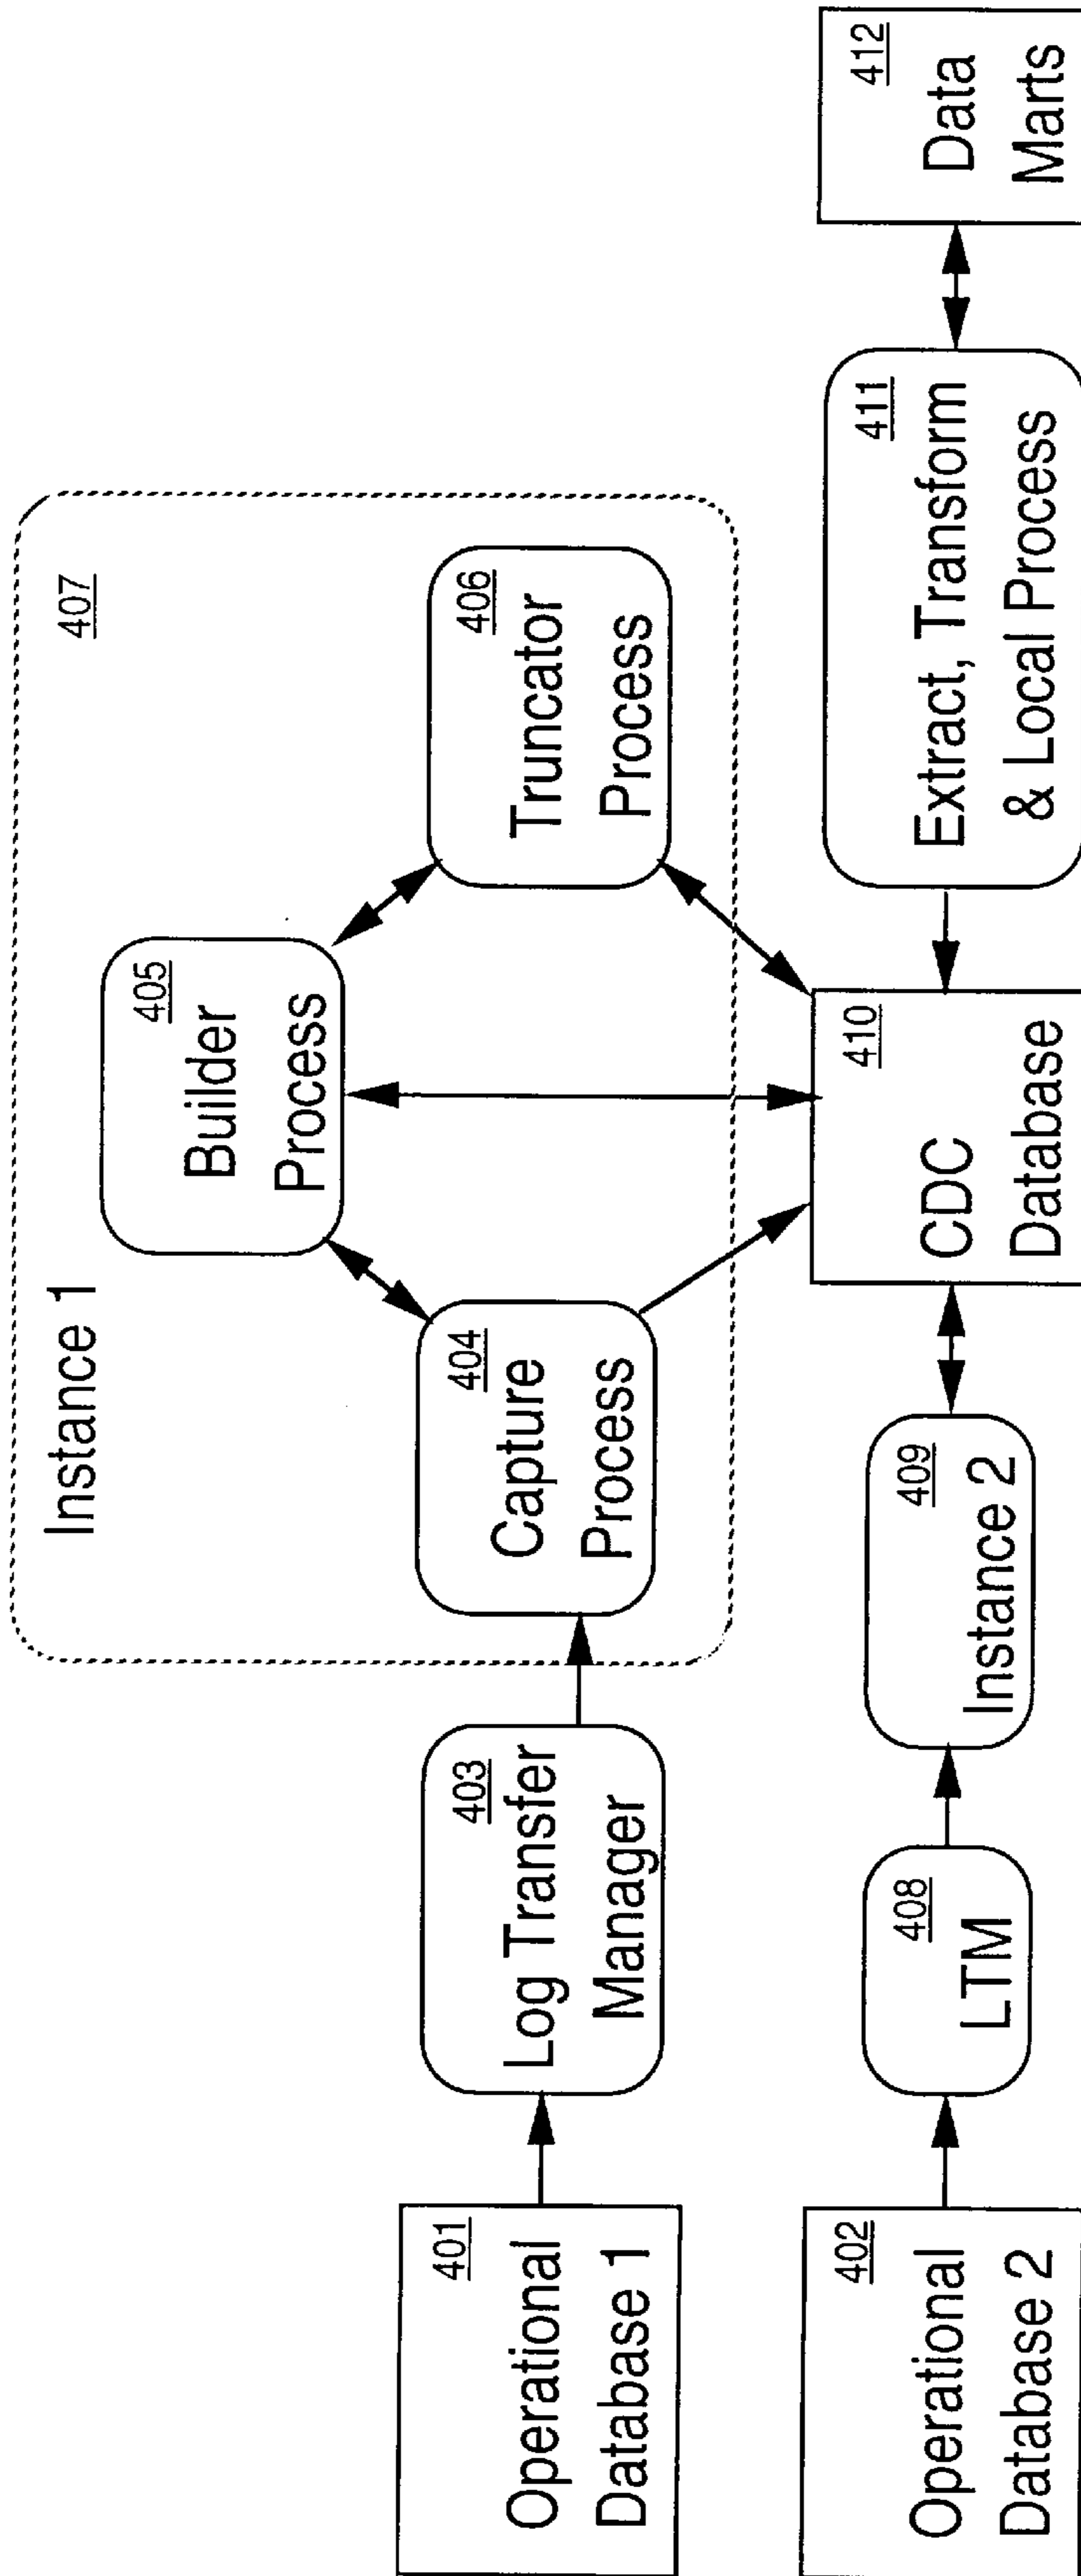 Instance 1
407
405
Builder
Process
404
Capture
Process
406
Truncator
Process
401
Operational
Database 1
403
Log Transfer
Manager
402
Operational
Database 2
408
LTM
409
Instance 2
410
CDC
Database
411
Extract, Transform
& Local Process
412
Data
Marts